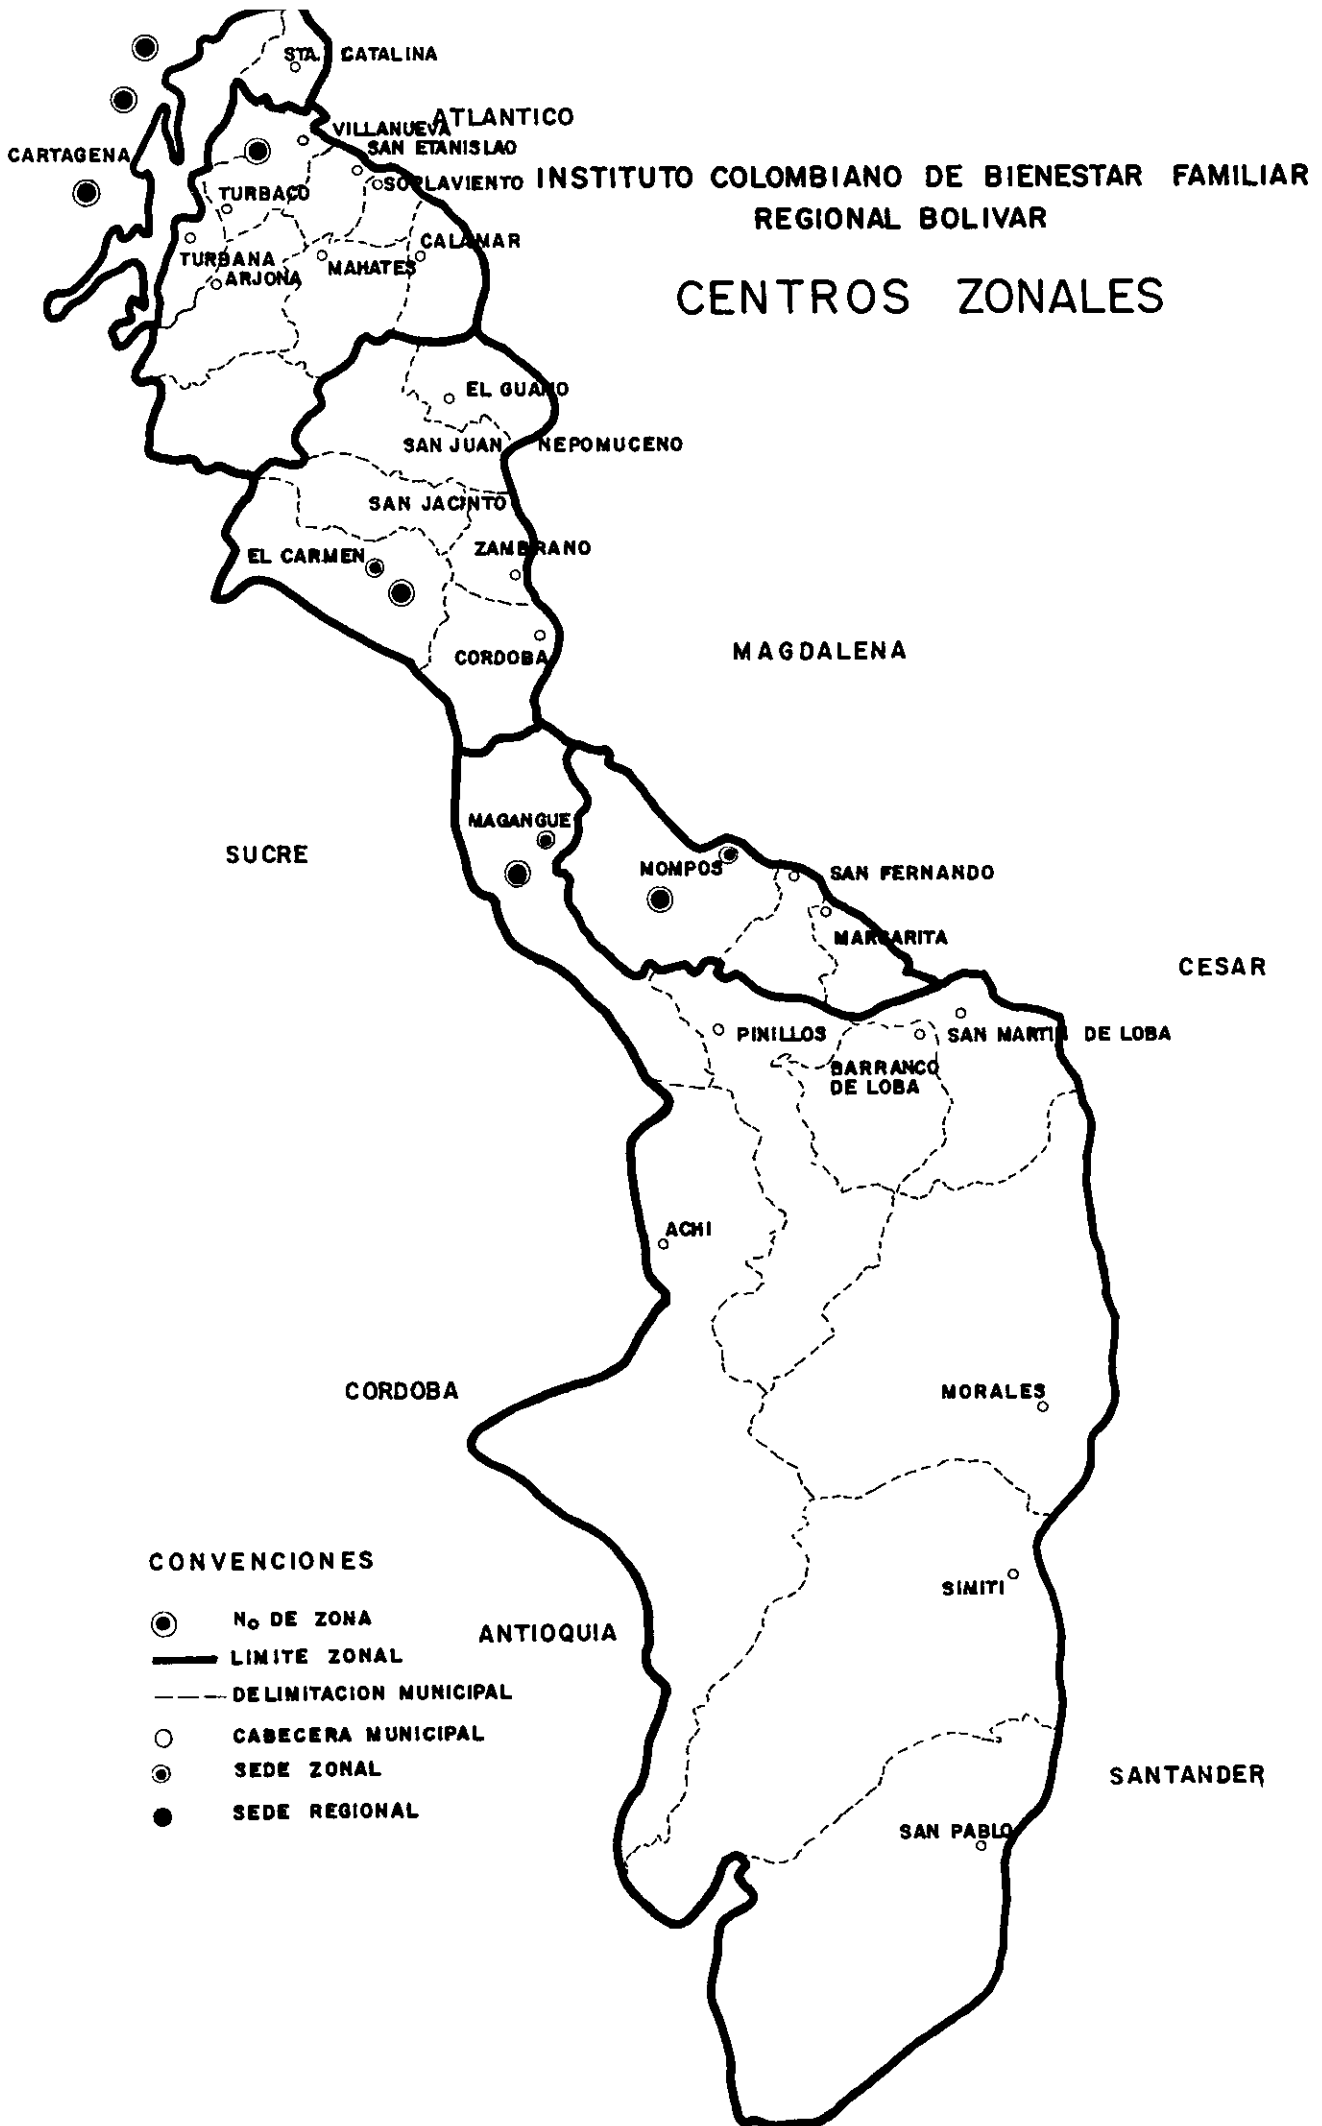 STA. CATALINA
ATLANTICO
VILLANUEVA
SAN ETANISLAO
CARTAGENA
SOPLAVIENTO
INSTITUTO COLOMBIANO DE BIENESTAR FAMILIAR
REGIONAL BOLIVAR
TURBACO
CALAMAR
TURBANA
MAHATES
ARJONA
CENTROS ZONALES
EL GUAMO
SAN JUAN NEPOMUCENO
SAN JACINTO
ZAMBRANO
EL CARMEN
MAGDALENA
CORDOBA
MAGANGUE
SUCRE
MOMPOS
SAN FERNANDO
MARGARITA
CESAR
PINILLOS
SAN MARTIN DE LOBA
BARRANCO
DE LOBA
ACHI
CORDOBA
MORALES
CONVENCIONES
SIMITI
No DE ZONA
ANTIOQUIA
LIMITE ZONAL
DELIMITACION MUNICIPAL
CABECERA MUNICIPAL
SEDE ZONAL
SANTANDER
SEDE REGIONAL
SAN PABLO